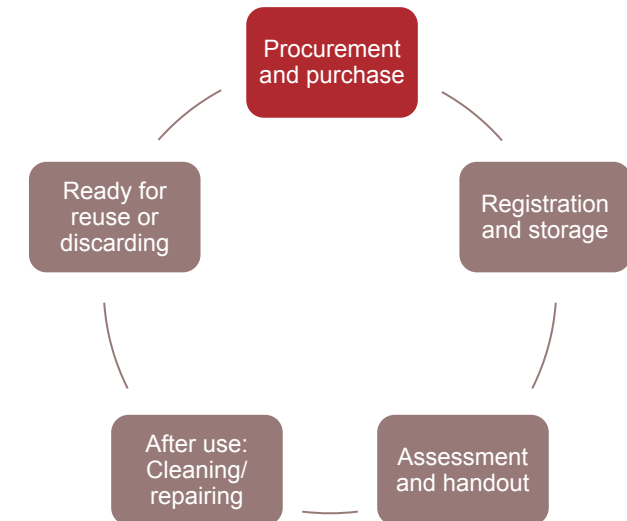 Procurement
and purchase
Registration
and storage
Assessment
and handout
After use:
Cleaning/
repairing
Ready for
reuse or
discarding